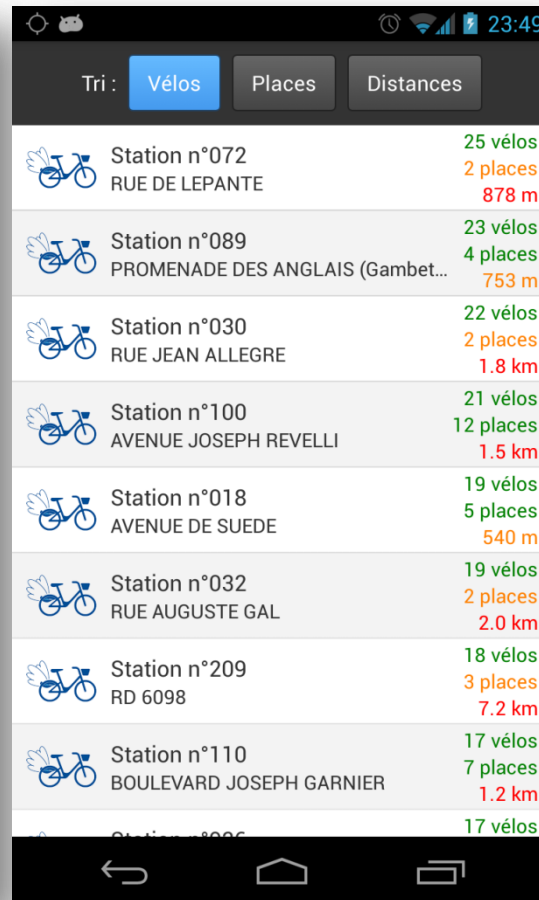 23:49
Tri : Vélos Places Distances
Station n°072
RUE DE LEPANTE
25 vélos
2 places
878 m
Station n°089
PROMENADE DES ANGLAIS (Gambet...
23 vélos
4 places
753 m
Station n°030
RUE JEAN ALLEGRE
22 vélos
2 places
1.8 km
Station n°100
AVENUE JOSEPH REVELLI
21 vélos
12 places
1.5 km
Station n°018
AVENUE DE SUEDE
19 vélos
5 places
540 m
Station n°032
RUE AUGUSTE GAL
19 vélos
2 places
2.0 km
Station n°209
RD 6098
18 vélos
3 places
7.2 km
Station n°110
BOULEVARD JOSEPH GARNIER
17 vélos
7 places
1.2 km
Station
17 vélos